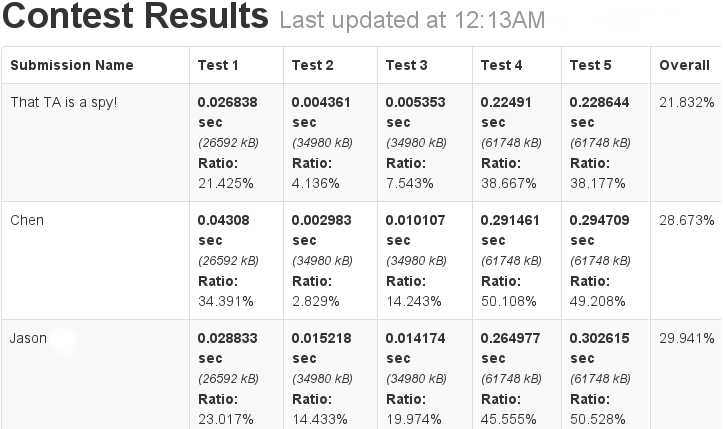 Contest Results Last updated at 12:13AM
Submission Name Test 1 Test 2 Test 3 Test 4 Test 5 Overall
That TA is a spy! 0.026838 0.004361 0.005353 0.22491 0.228644 21.832%
sec sec sec sec sec
(26592 kB) (34980 kB) (34980 kB) (61748 kB) (61748 kB)
Ratio: Ratio: Ratio: Ratio: Ratio:
21.425% 4.136% 7.543% 38.667% 38.177%
Chen 0.04308 0.002983 0.010107 0.291461 0.294709 28.673%
sec sec sec sec sec
(26592 kB) (34980 kB) (34980 kB) (61748 kB) (61748 kB)
Ratio: Ratio: Ratio: Ratio: Ratio:
34.391% 2.829% 14.243% 50.108% 49.208%
Jason 0.028833 0.015218 0.014174 0.264977 0.302615 29.941%
sec sec sec sec sec
(26592 kB) (34980 kB) (34980 kB) (61748 kB) (61748 kB)
Ratio: Ratio: Ratio: Ratio: Ratio:
23.017% 14.433% 19.974% 45.555% 50.528%